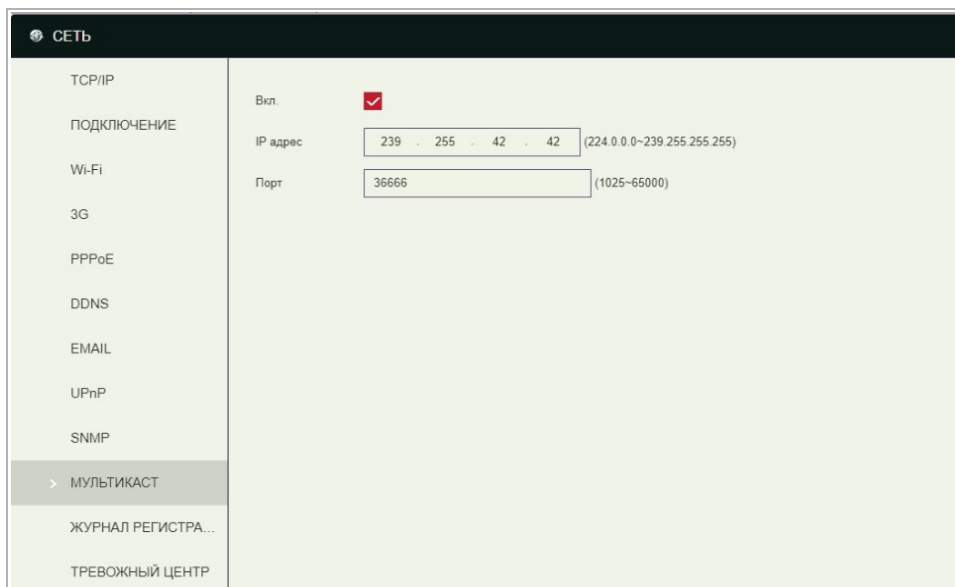 СЕТЬ
TCP/IP
ПОДКЛЮЧЕНИЕ
Wi-Fi
3G
PPPoE
DDNS
EMAIL
UPnP
SNMP
> МУЛЬТИКАСТ
ЖУРНАЛ РЕГИСТРА...
ТРЕВОЖНЫЙ ЦЕНТР
Вкл.
IP адрес 239 . 255 . 42 . 42 (224.0.0.0~239.255.255.255)
Порт 36666 (1025~65000)